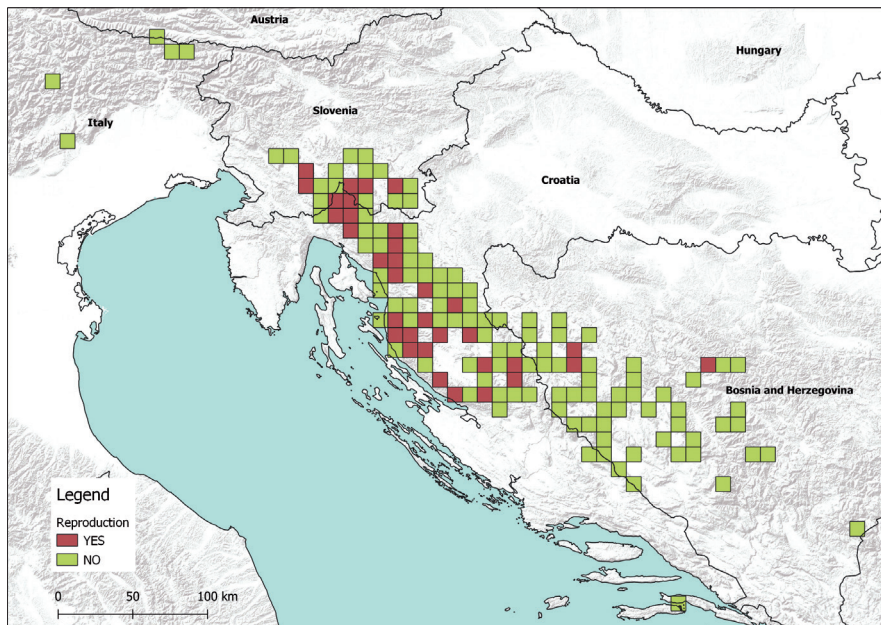 Austria
Hungary
Slovenia
Italy
Croatia
Bosnia and Herzegovina
Legend
Reproduction
YES
NO
0 50 100 km